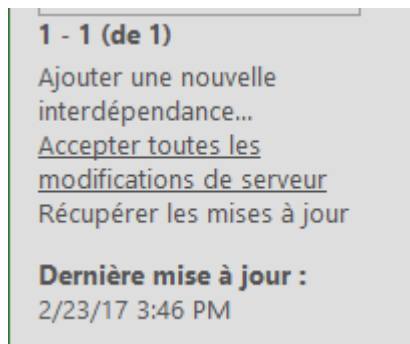 1 - 1 (de 1)
Ajouter une nouvelle
interdépendance...
Accepter toutes les
modifications de serveur
Récupérer les mises à jour
Dernière mise à jour :
2/23/17 3:46 PM